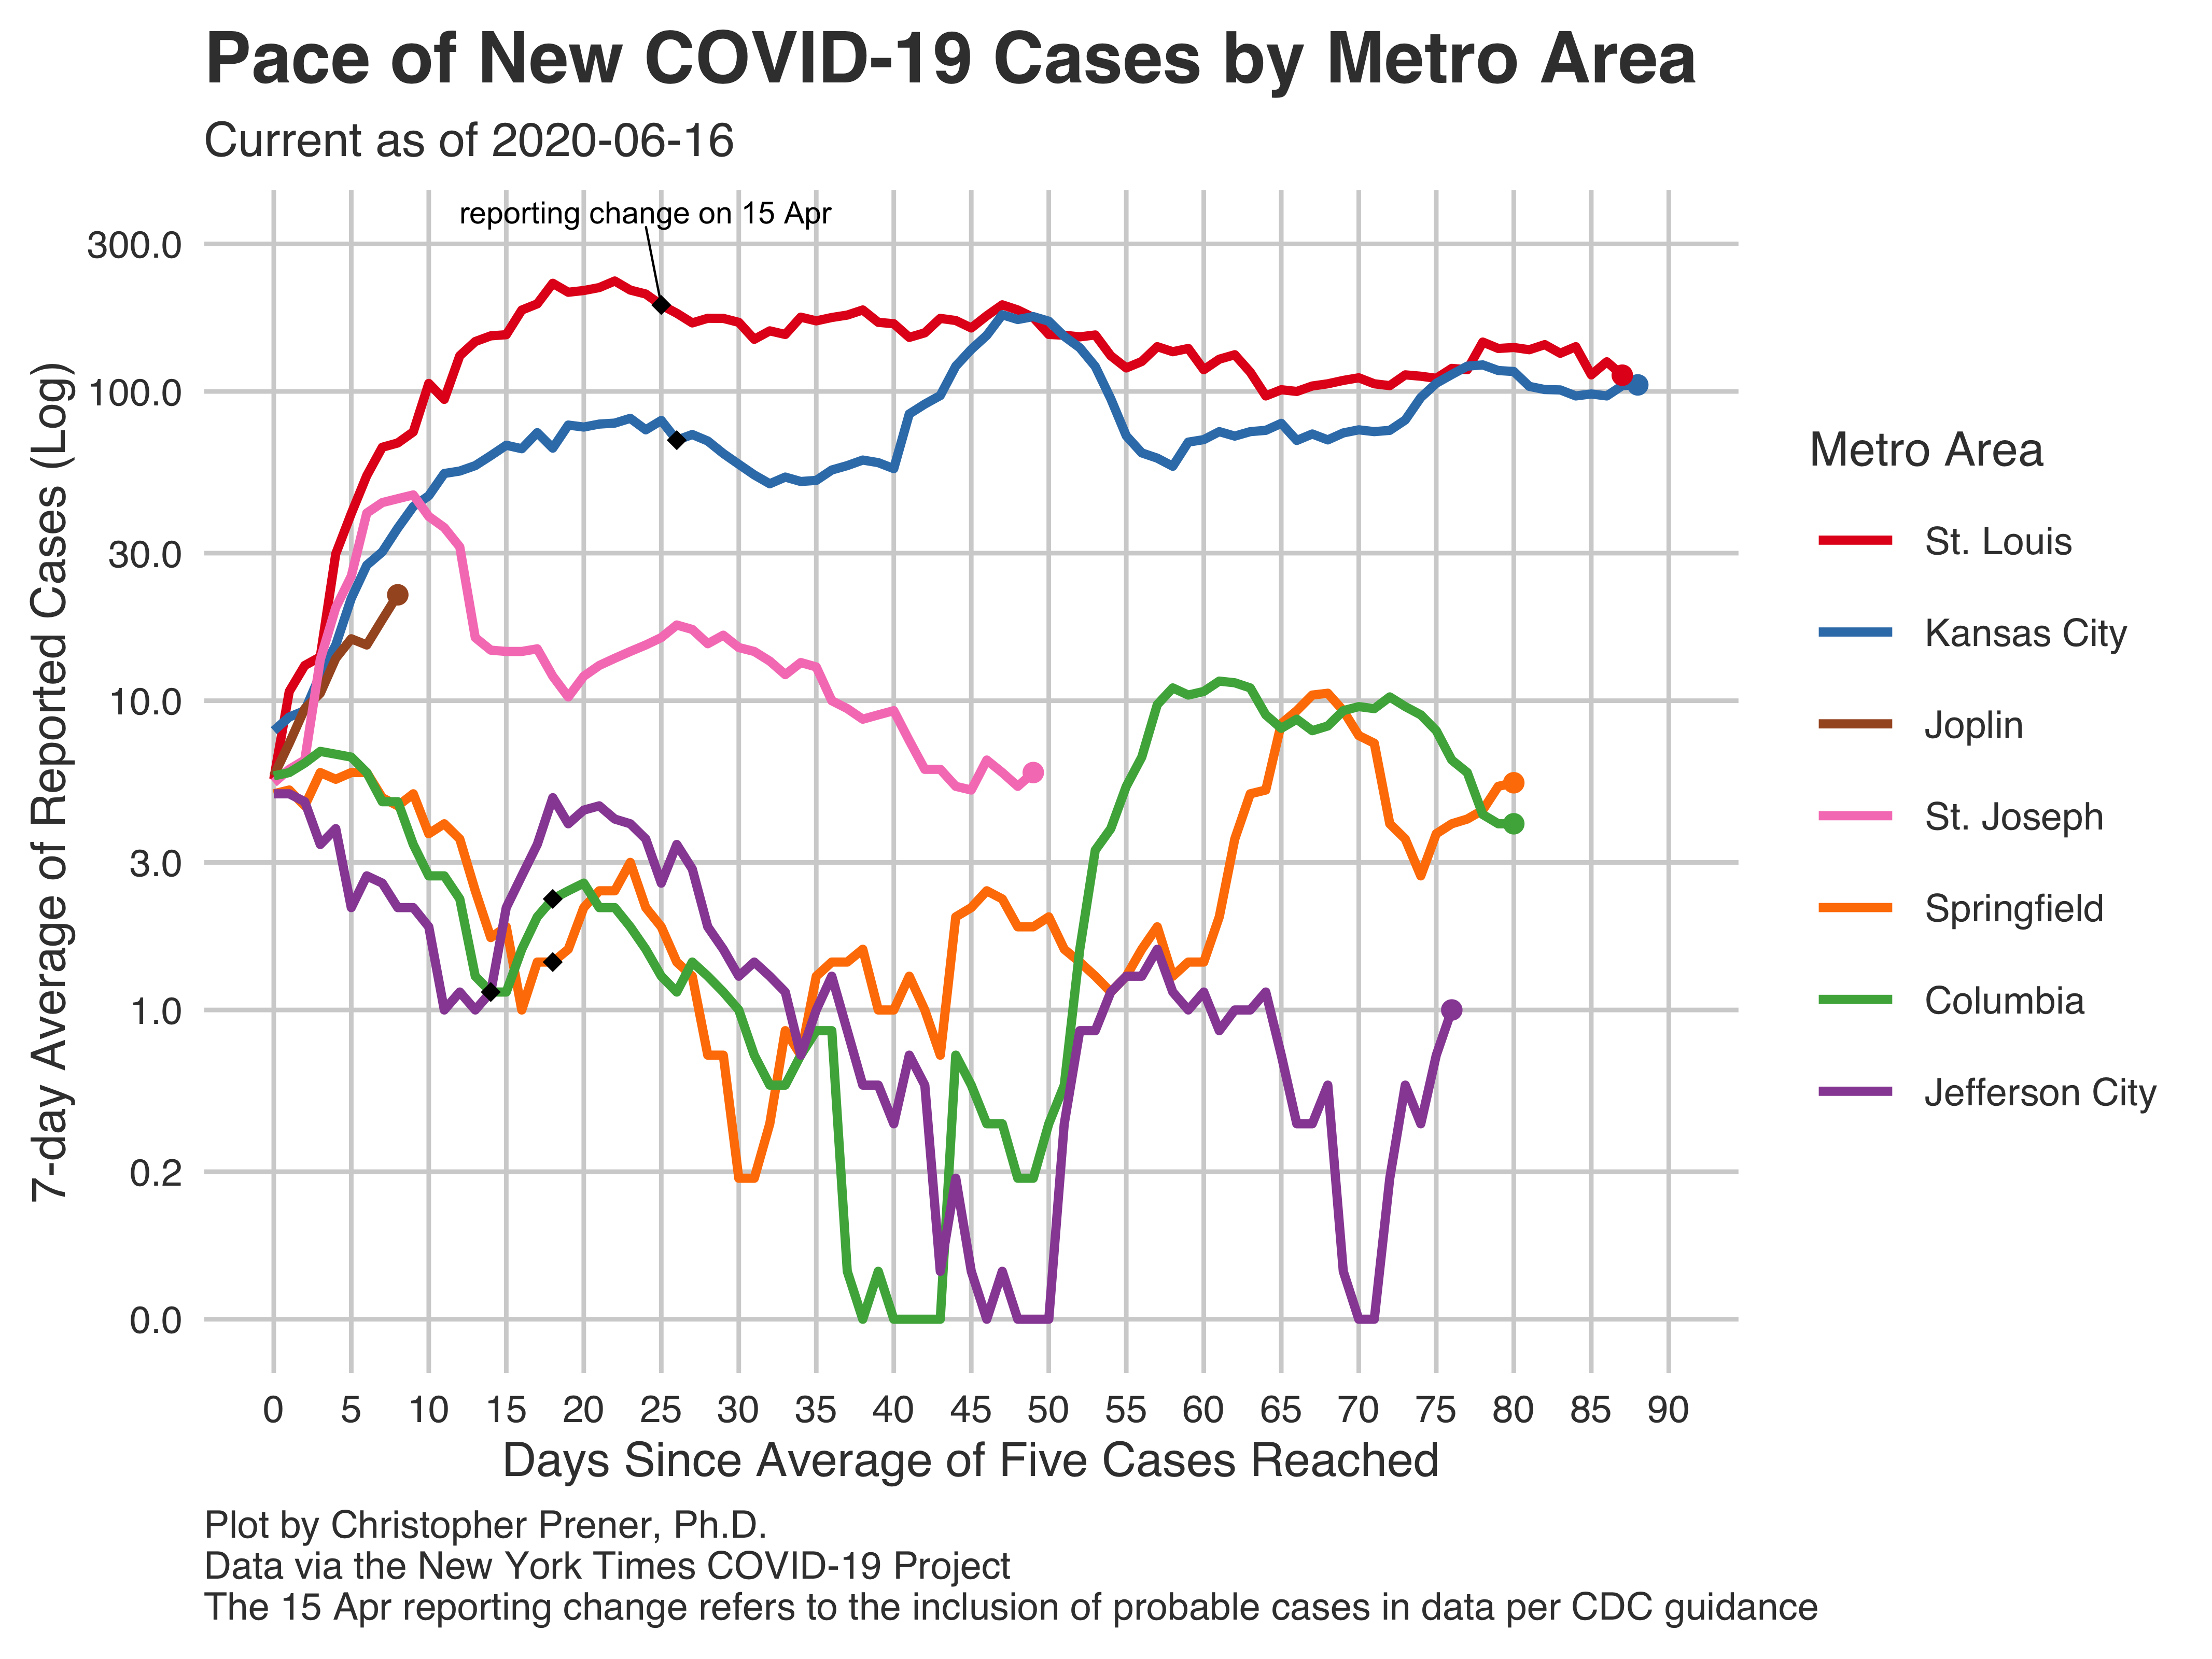 Pace of New COVID-19 Cases by Metro Area
Current as of 2020-06-16
reporting change on 15 Apr
7-day Average of Reported Cases (Log)
300.0
100.0
30.0
10.0
3.0
1.0
0.2
0.0
0 5 10 15 20 25 30 35 40 45 50 55 60 65 70 75 80 85 90
Days Since Average of Five Cases Reached
Metro Area
St. Louis
Kansas City
Joplin
St. Joseph
Springfield
Columbia
Jefferson City
Plot by Christopher Prener, Ph.D.
Data via the New York Times COVID-19 Project
The 15 Apr reporting change refers to the inclusion of probable cases in data per CDC guidance